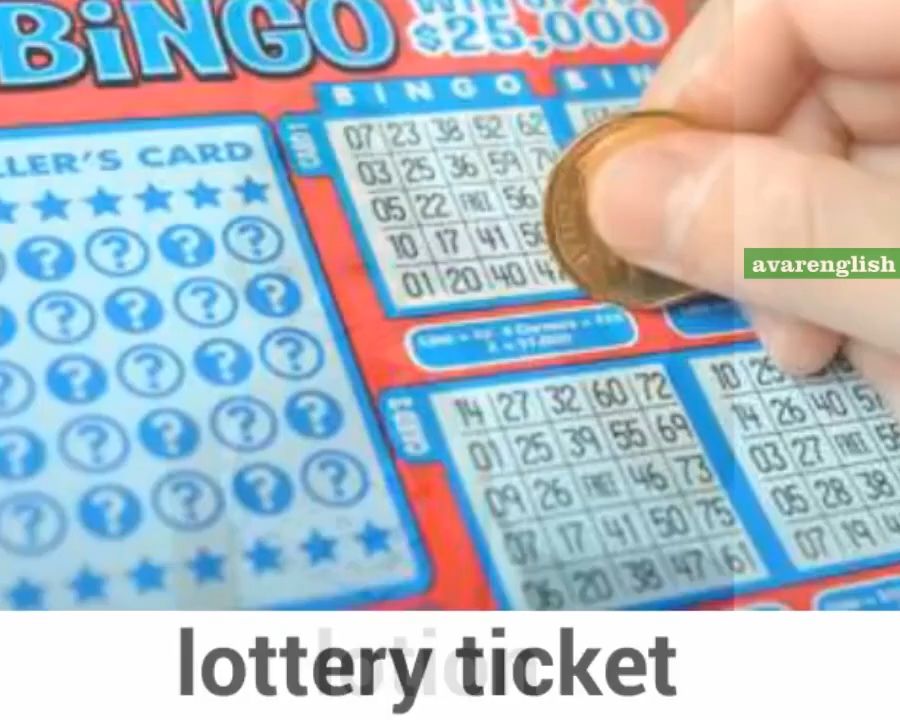 BiNGO
$25,000
B I N G O
B I N
LLER'S CARD
07 23 38 52 62
03 25 36 59
05 22 FREE 56
10 17 41
01 20 40
14 27 32 60 72
01 25 39 55 69
09 26 FREE 46 73
07 17 41 50 75
06 20 38 47 61
10 25
14 26 40
03 27 FREE
05 28 38
07 19
avarenglish
lottery ticket
lotion